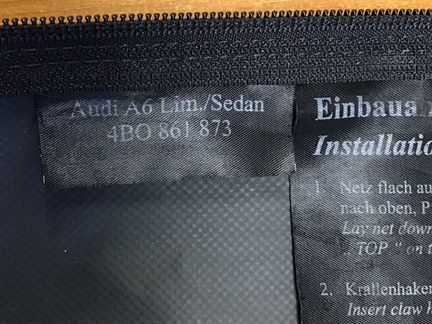 Audi A6 Lim./Sedan
4BO 861 873
Einbaua
Installatio
1 Netz flach au
nach oben, P
Lay net down
„ TOP “ on t
2. Krallenhaken
Insert claw h